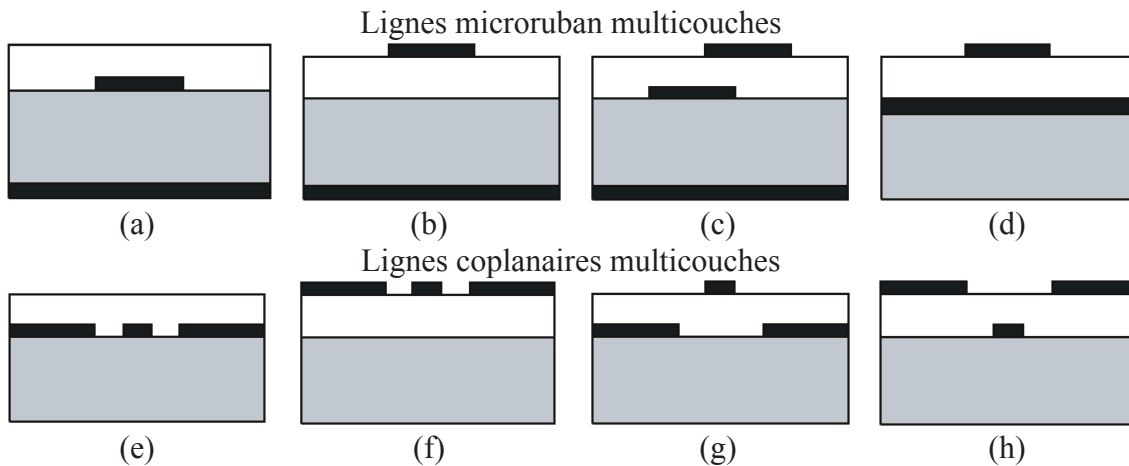 Lignes microruban multicouches
(a) (b) (c) (d)
Lignes coplanaires multicouches
(e) (f) (g) (h)